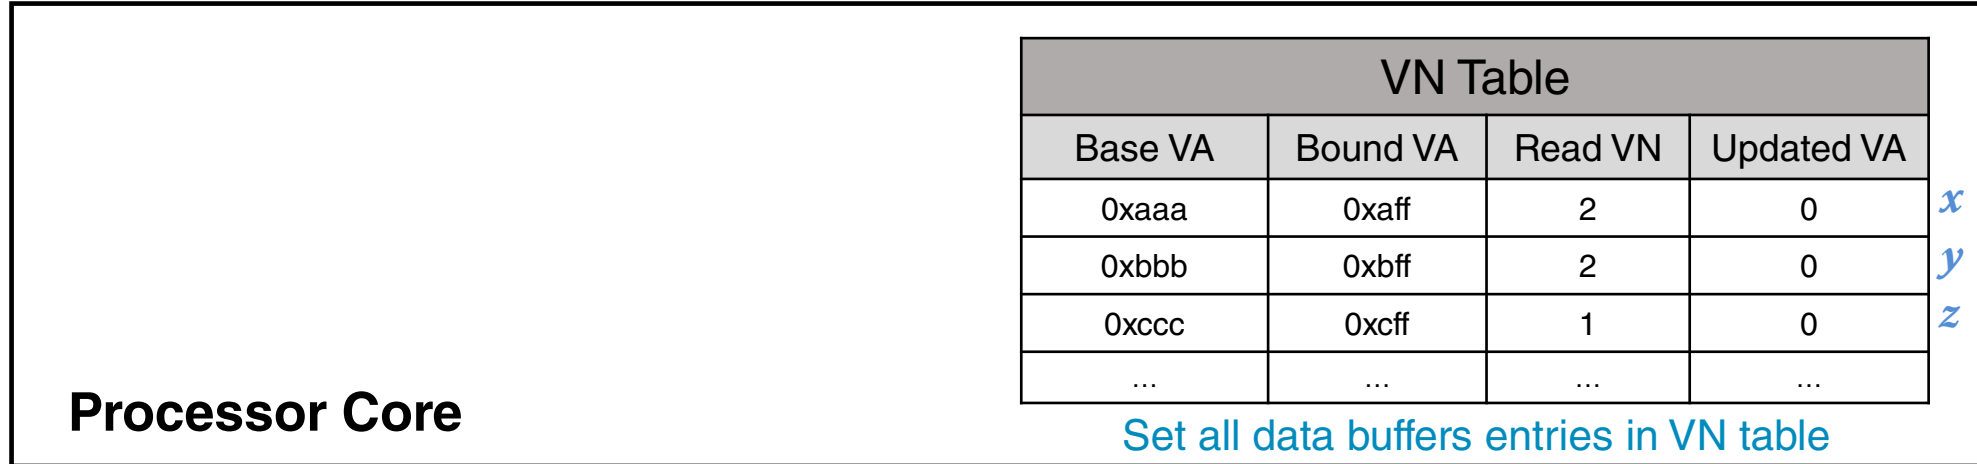 VN Table
Base VA Bound VA Read VN Updated VA
0xaaa 0xaff 2 0 x
0xbbb 0xbff 2 0 y
0xccc 0xcff 1 0 z
... ... ... ...
Processor Core
Set all data buffers entries in VN table